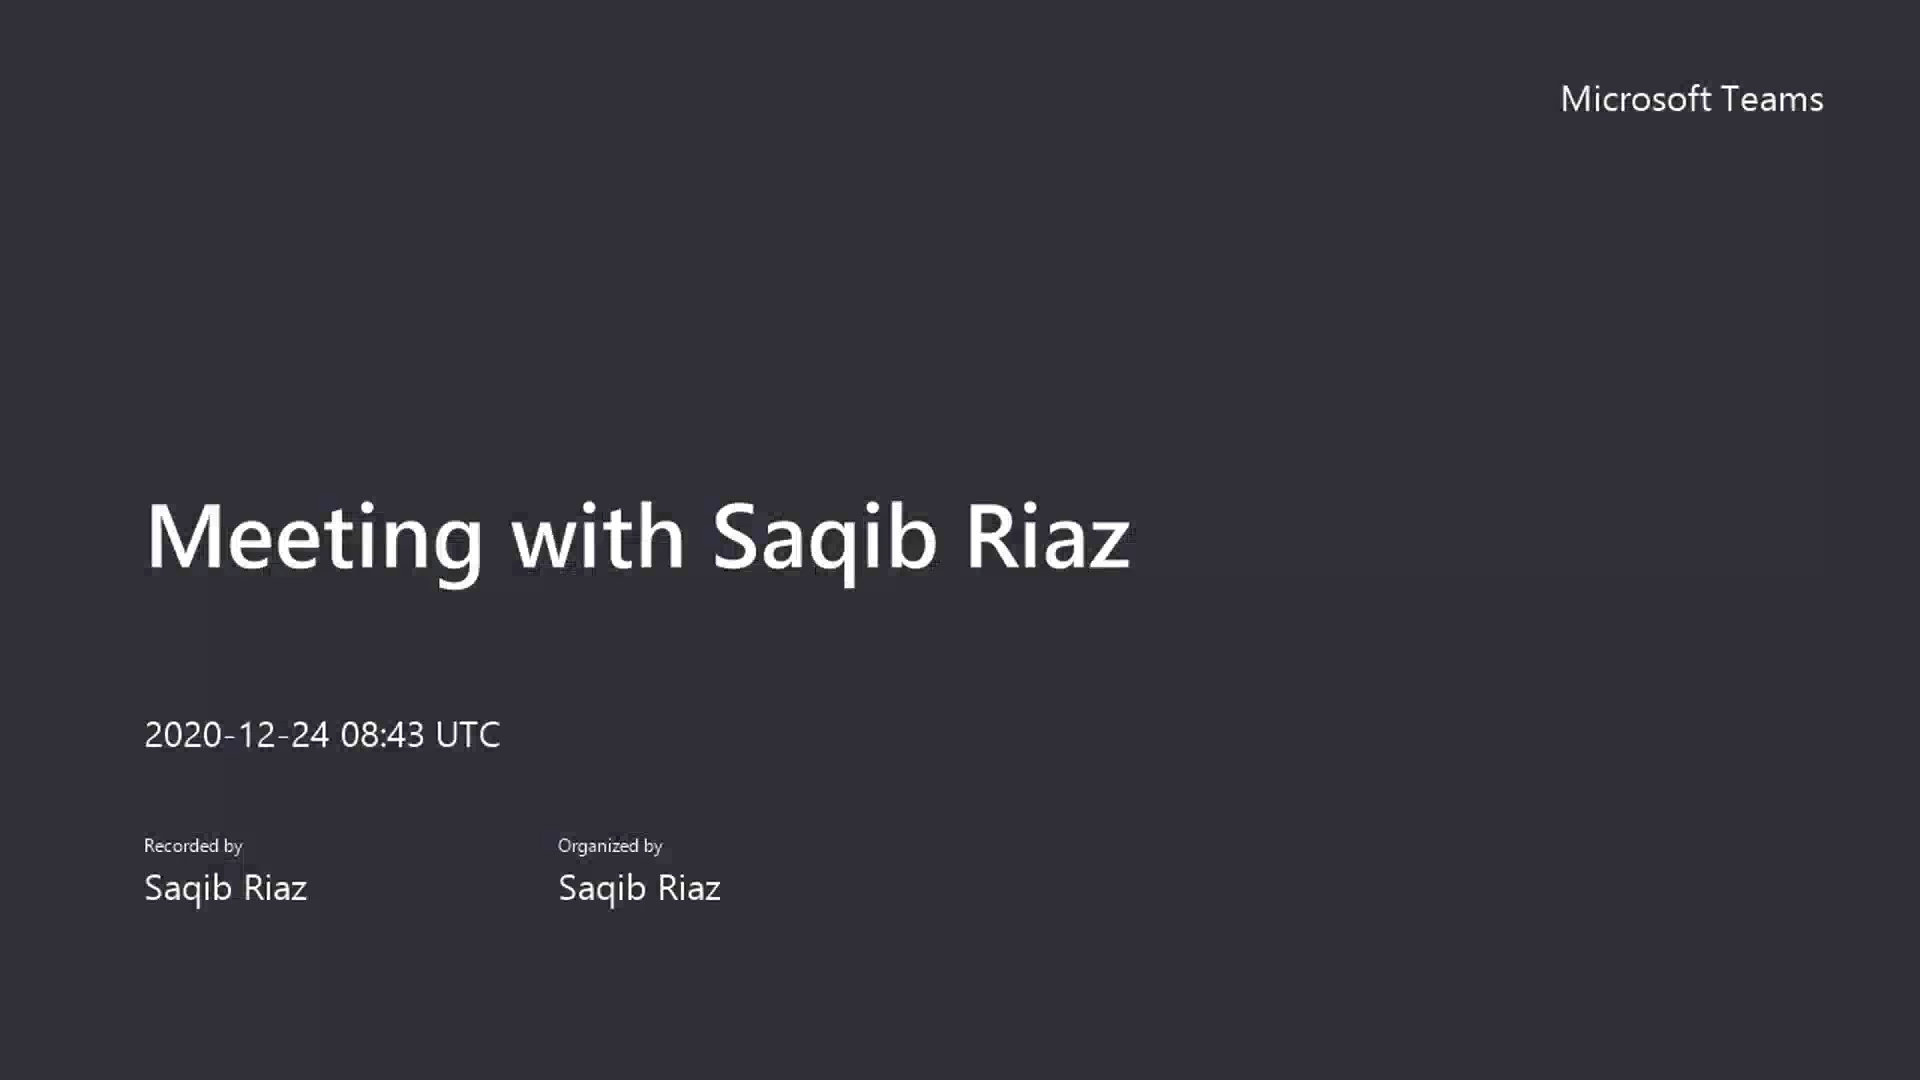 Microsoft Teams
Meeting with Saqib Riaz
2020-12-24 08:43 UTC
Recorded by
Saqib Riaz
Organized by
Saqib Riaz